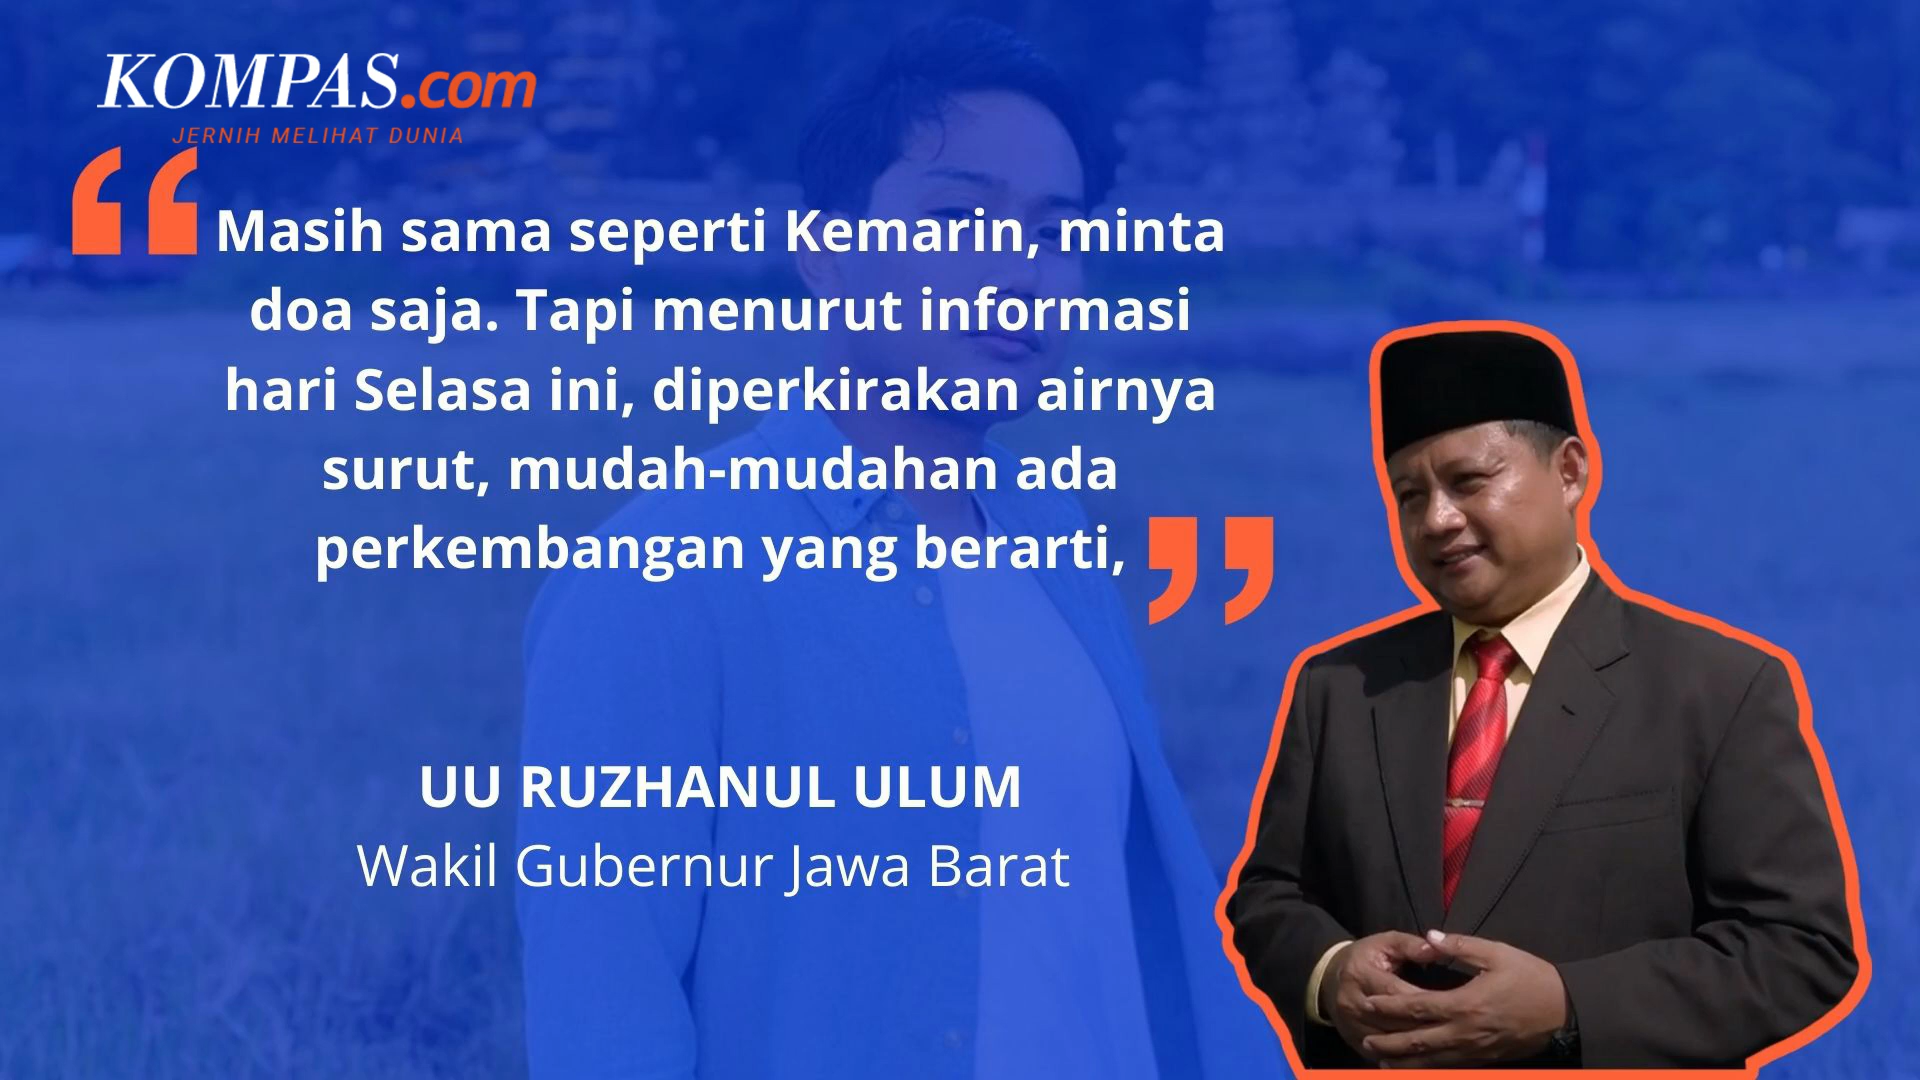 KOMPAS.com
JERNIH MELIHAT DUNIA
“Masih sama seperti Kemarin, minta
doa saja. Tapi menurut informasi
hari Selasa ini, diperkirakan airnya
surut, mudah-mudahan ada
perkembangan yang berarti,”
UU RUZHANUL ULUM
Wakil Gubernur Jawa Barat